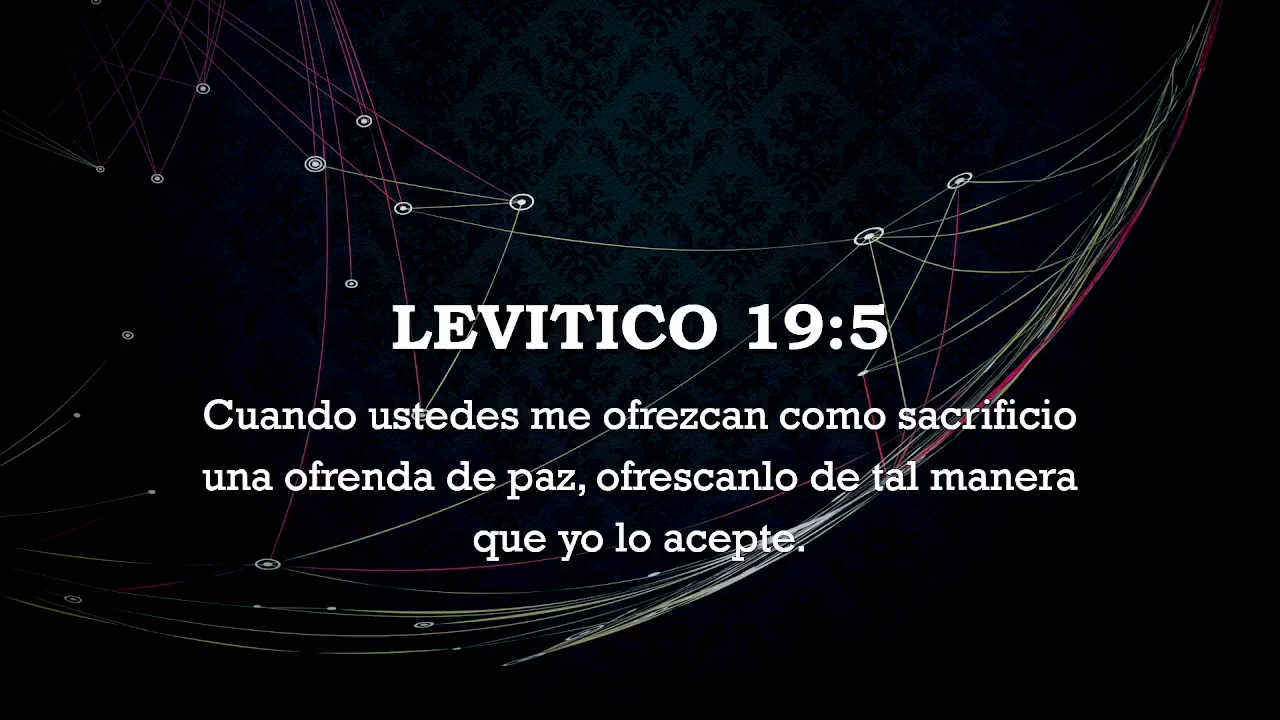 LEVITICO 19:5
Cuando ustedes me ofrezcan como sacrificio
una ofrenda de paz, ofrescanlo de tal manera
que yo lo acepte.